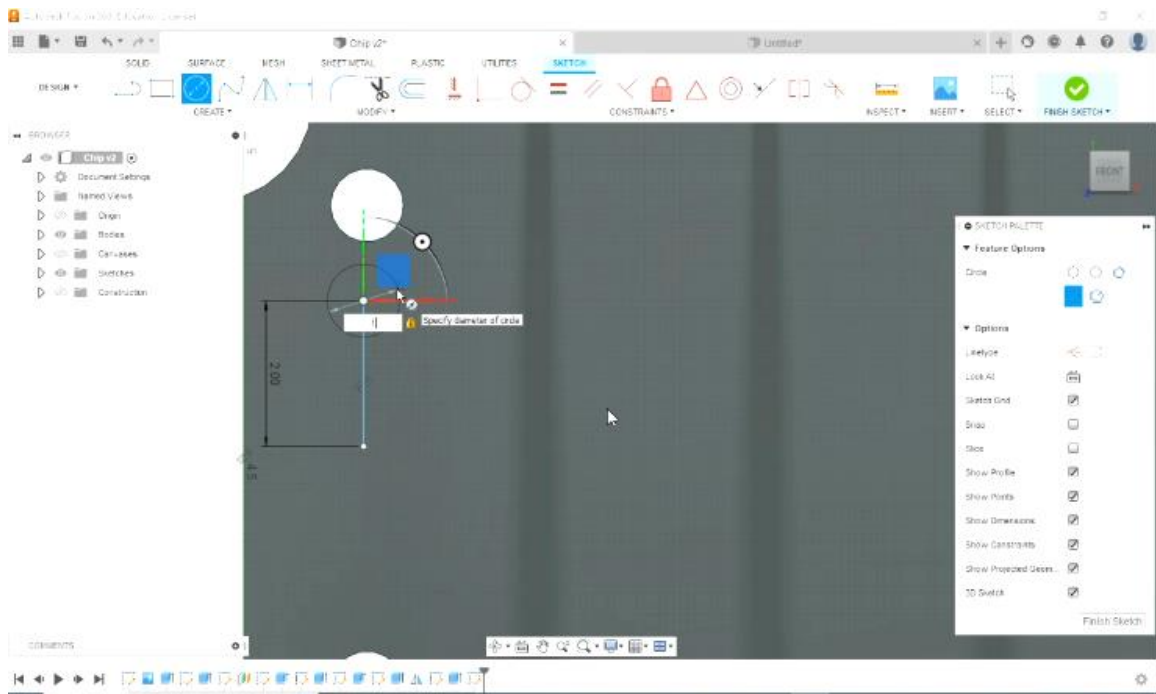 Chip v2*
Untitled*
SOLID SURFACE MESH SHEET METAL PLASTIC UTILITIES SKETCH
DESIGN
CREATE MODIFY CONSTRAINTS INSPECT INSERT SELECT FINISH SKETCH
BROWSER
Chip v2
Document Settings
Named Views
Origin
Bodies
Canvases
Sketches
Construction
FRONT
Specify diameter of circle
2.00
4.5
SKETCH PALETTE
Feature Options
Circle
Options
Linetype
Look At
Sketch Grid
Snap
Slice
Show Profile
Show Points
Show Dimensions
Show Constraints
Show Projected Geom...
3D Sketch
Finish Sketch
COMMENTS